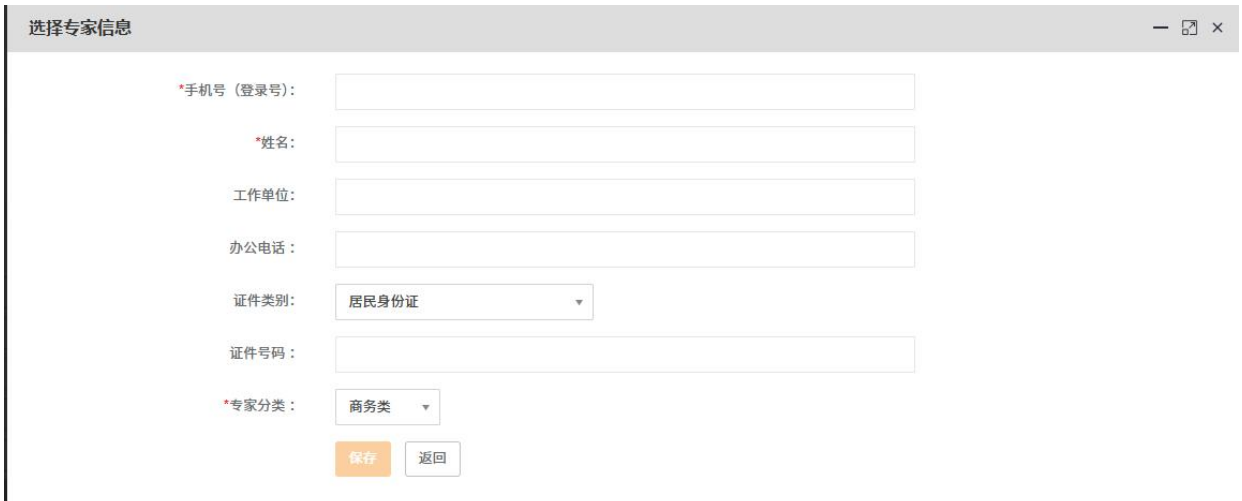 选择专家信息
*手机号（登录号）:
*姓名:
工作单位:
办公电话：
证件类别: 居民身份证
证件号码：
*专家分类： 商务类
保存 返回